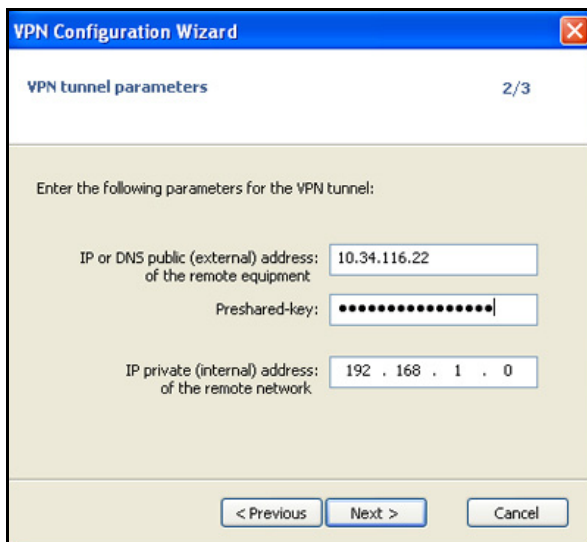 VPN Configuration Wizard
VPN tunnel parameters 2/3
Enter the following parameters for the VPN tunnel:
IP or DNS public (external) address: 10.34.116.22
of the remote equipment
Preshared-key: ●●●●●●●●●●●●●●●●
IP private (internal) address: 192 . 168 . 1 . 0
of the remote network
< Previous Next > Cancel